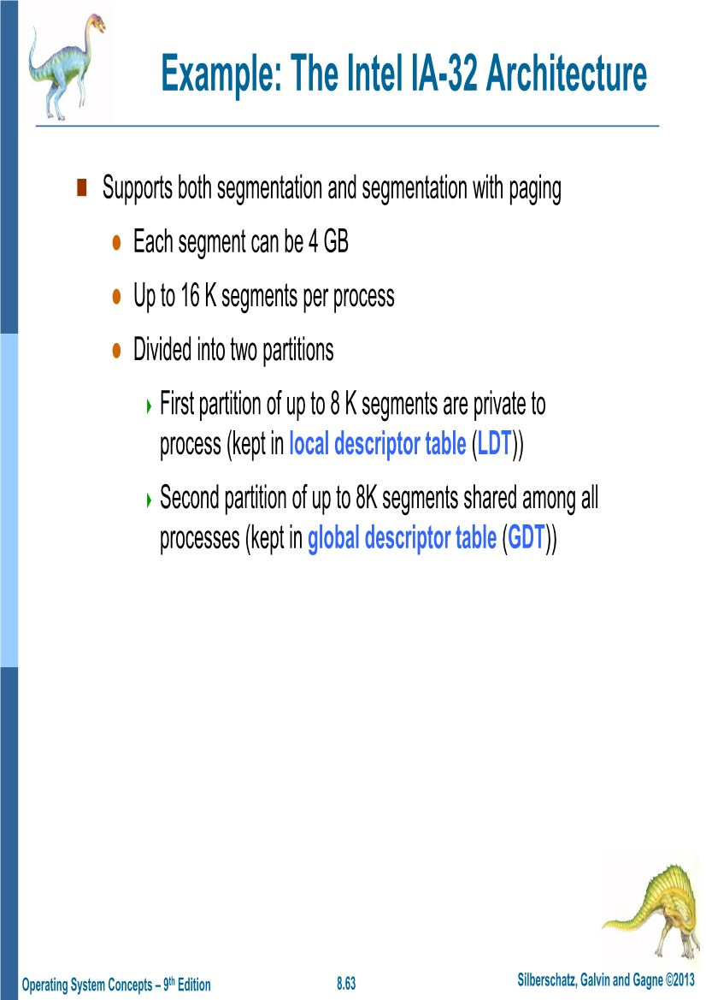 Example: The Intel IA-32 Architecture
Supports both segmentation and segmentation with paging
Each segment can be 4 GB
Up to 16 K segments per process
Divided into two partitions
First partition of up to 8 K segments are private to
process (kept in local descriptor table (LDT))
Second partition of up to 8K segments shared among all
processes (kept in global descriptor table (GDT))
Operating System Concepts – 9th Edition
8.63
Silberschatz, Galvin and Gagne ©2013